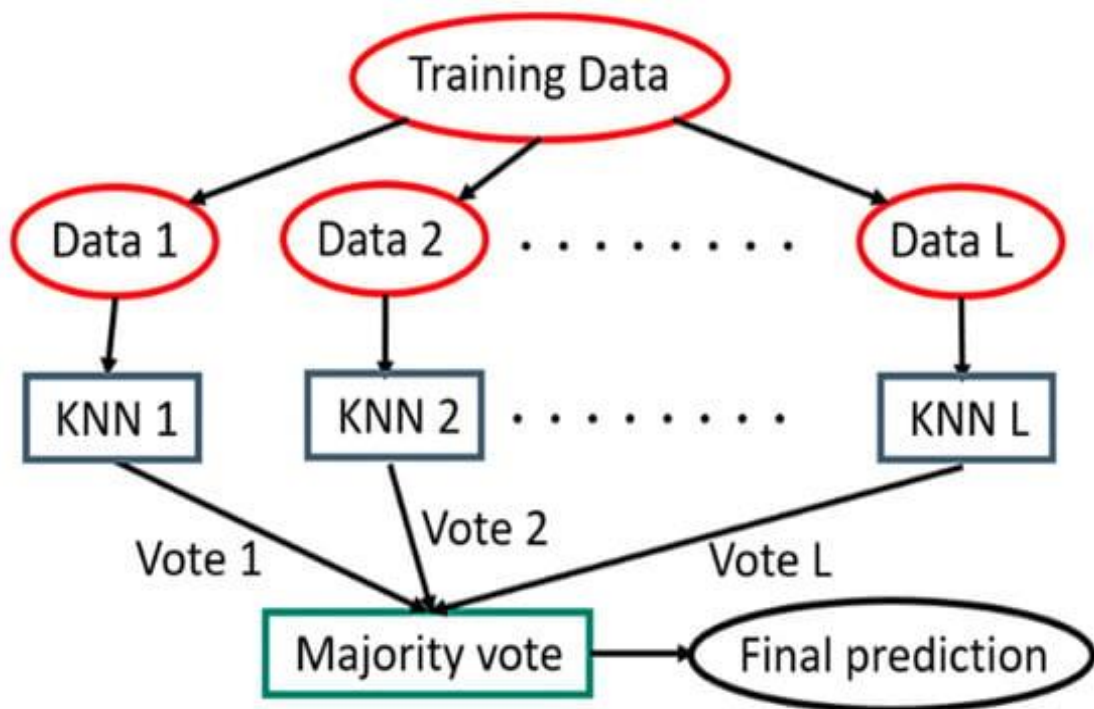 Training Data
Data 1
Data 2
Data L
KNN 1
KNN 2
KNN L
Vote 1
Vote 2
Vote L
Majority vote
Final prediction